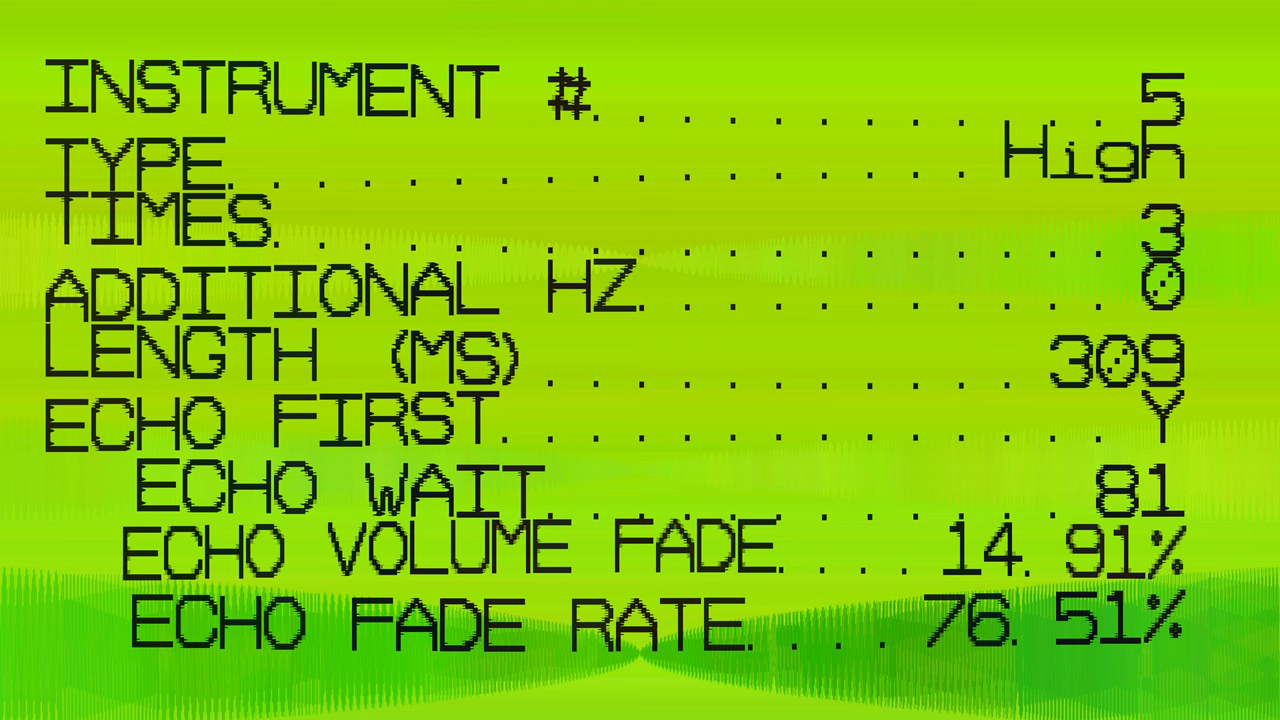 INSTRUMENT #. . . . . . . . . . . . 5
TYPE. . . . . . . . . . . . . . . . . High
TIMES. . . . . . . . . . . . . . . . . . . 3
ADDITIONAL HZ. . . . . . . . . . . 0
LENGTH (MS) . . . . . . . . . . . 309
ECHO FIRST. . . . . . . . . . . . . . Y
ECHO WAIT. . . . . . . . . . . . 81
ECHO VOLUME FADE. . . . 14. 91%
ECHO FADE RATE. . . . 76. 51%